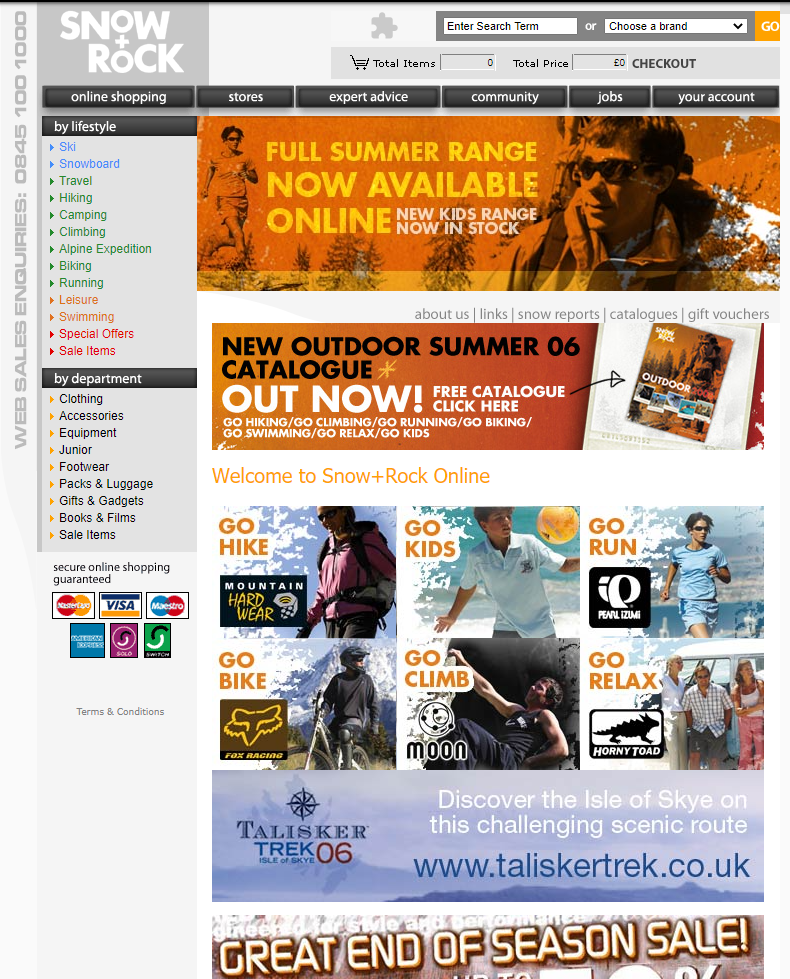 SNOW
+
ROCK
WEB SALES ENQUIRIES: 0845 100 1000
Enter Search Term
or
Choose a brand
GO
Total Items 0
Total Price £0
CHECKOUT
online shopping
stores
expert advice
community
jobs
your account
by lifestyle
Ski
Snowboard
Travel
Hiking
Camping
Climbing
Alpine Expedition
Biking
Running
Leisure
Swimming
Special Offers
Sale Items
by department
Clothing
Accessories
Equipment
Junior
Footwear
Packs & Luggage
Gifts & Gadgets
Books & Films
Sale Items
secure online shopping
guaranteed
MasterCard
VISA
Maestro
AMERICAN
EXPRESS
SOLO
SWITCH
Terms & Conditions
FULL SUMMER RANGE
NOW AVAILABLE
ONLINE NEW KIDS RANGE
NOW IN STOCK
about us | links | snow reports | catalogues | gift vouchers
NEW OUTDOOR SUMMER 06
CATALOGUE
OUT NOW! FREE CATALOGUE
CLICK HERE
GO HIKING/GO CLIMBING/GO RUNNING/GO BIKING/
GO SWIMMING/GO RELAX/GO KIDS
SNOW
ROCK
OUTDOOR
Welcome to Snow+Rock Online
GO
HIKE
MOUNTAIN
HARD
WEAR
GO
KIDS
GO
RUN
PEARL IZUMI
GO
BIKE
FOX RACING
GO
CLIMB
MOON
GO
RELAX
HORNY TOAD
TALISKER
TREK 06
ISLE OF SKYE
Discover the Isle of Skye on
this challenging scenic route
www.taliskertrek.co.uk
gineered for style and performance
GREAT END OF SEASON SALE!
UP TO